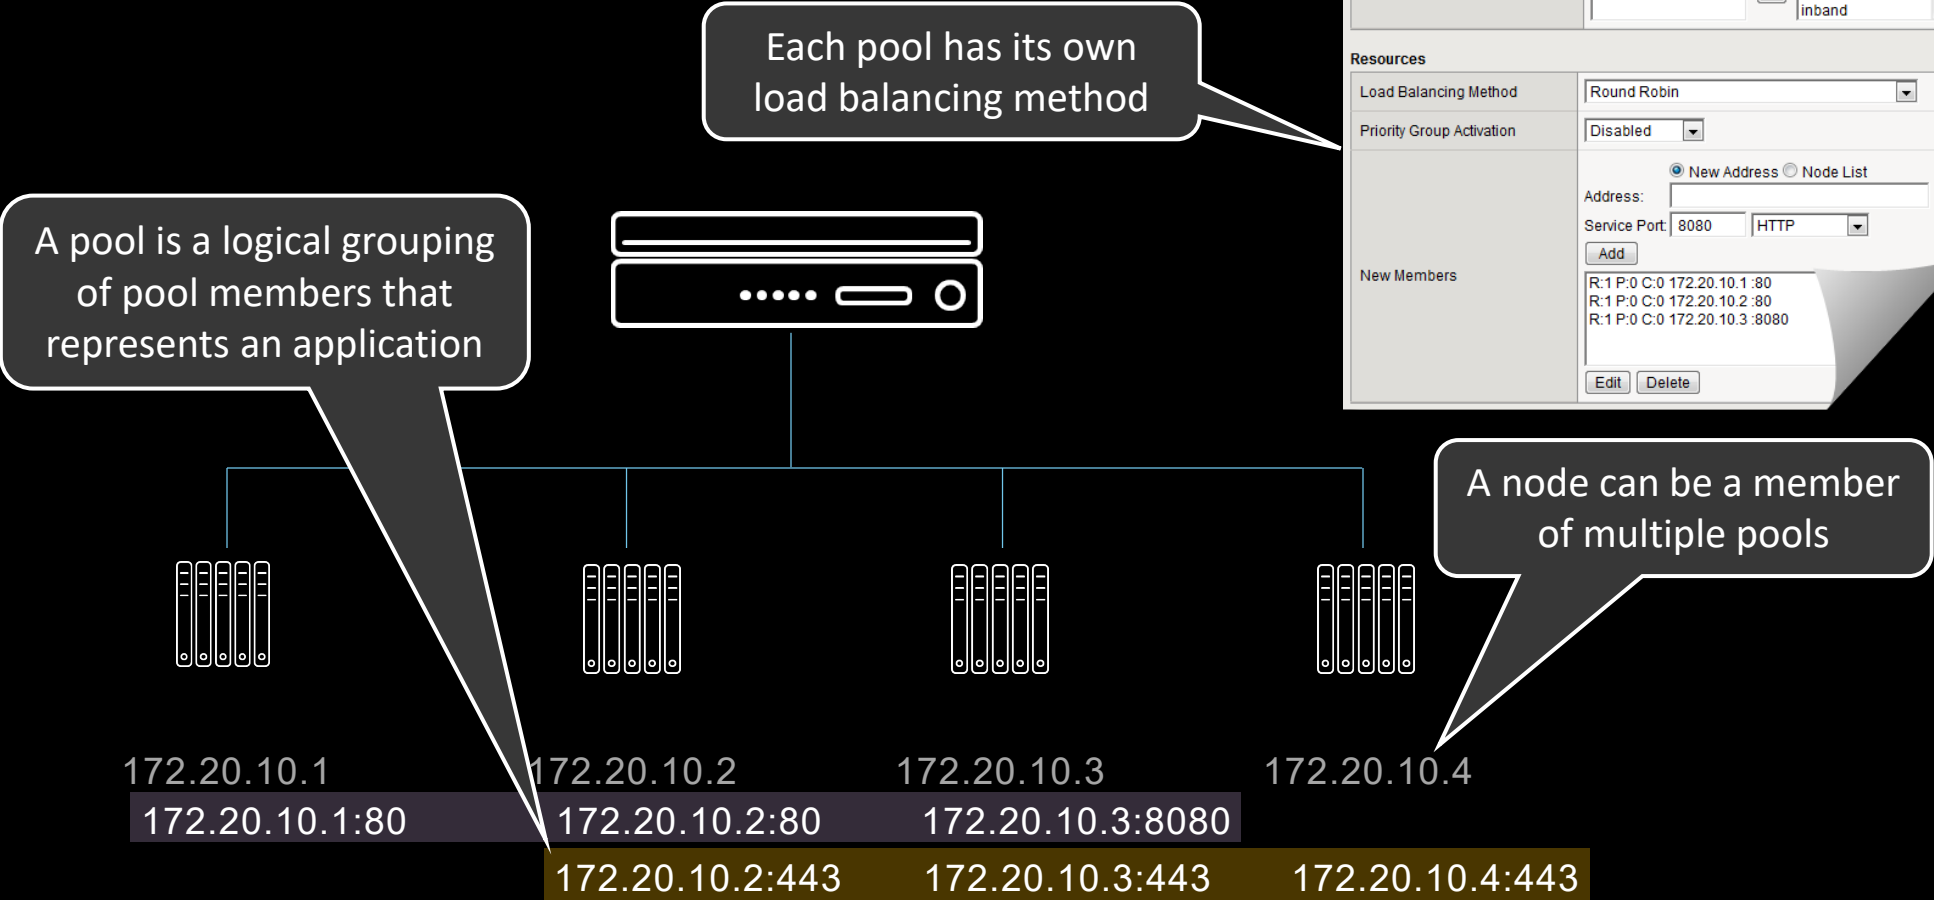 Each pool has its own
load balancing method
inband
Resources
Load Balancing Method Round Robin
Priority Group Activation Disabled
New Address Node List
Address:
Service Port: 8080 HTTP
Add
New Members
R:1 P:0 C:0 172.20.10.1 :80
R:1 P:0 C:0 172.20.10.2 :80
R:1 P:0 C:0 172.20.10.3 :8080
Edit Delete
A pool is a logical grouping
of pool members that
represents an application
A node can be a member
of multiple pools
172.20.10.1 172.20.10.2 172.20.10.3 172.20.10.4
172.20.10.1:80 172.20.10.2:80 172.20.10.3:8080
172.20.10.2:443 172.20.10.3:443 172.20.10.4:443